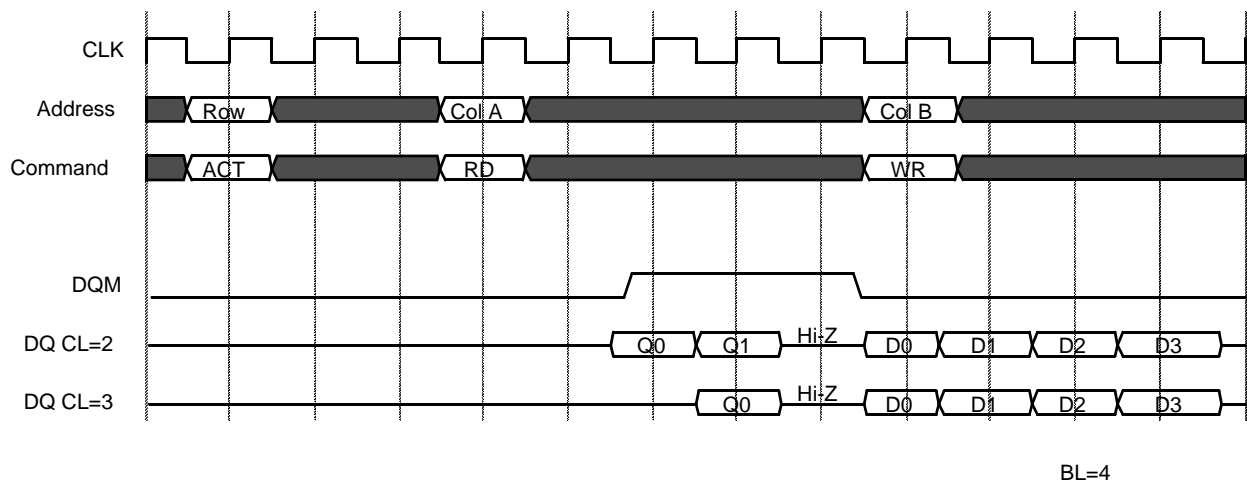 CLK
Address Row Col A Col B
Command ACT RD WR
DQM
DQ CL=2 Q0 Q1 Hi-Z D0 D1 D2 D3
DQ CL=3 Q0 Hi-Z D0 D1 D2 D3
BL=4